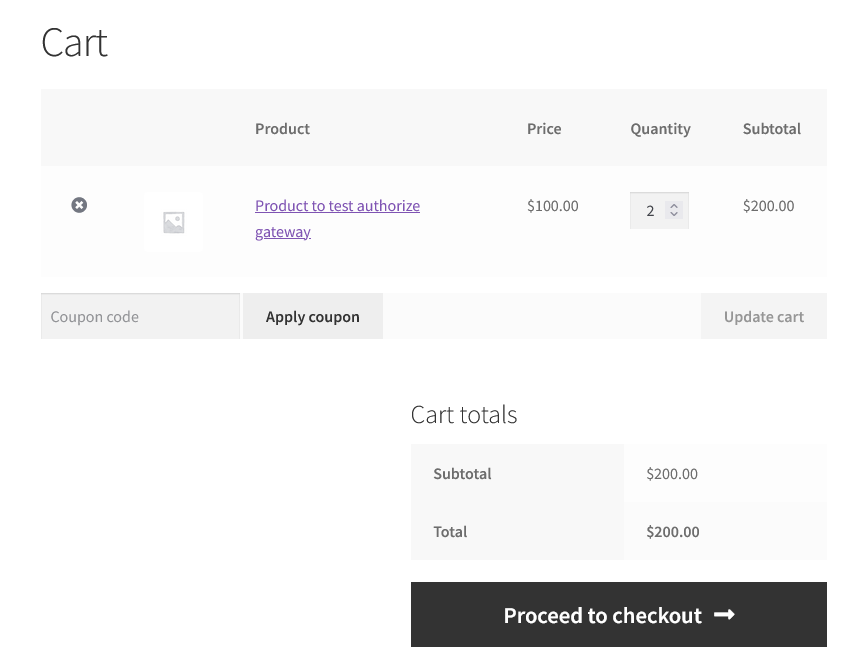 Cart
Product Price Quantity Subtotal
Product to test authorize $100.00 2 $200.00
gateway
Coupon code Apply coupon Update cart
Cart totals
Subtotal $200.00
Total $200.00
Proceed to checkout